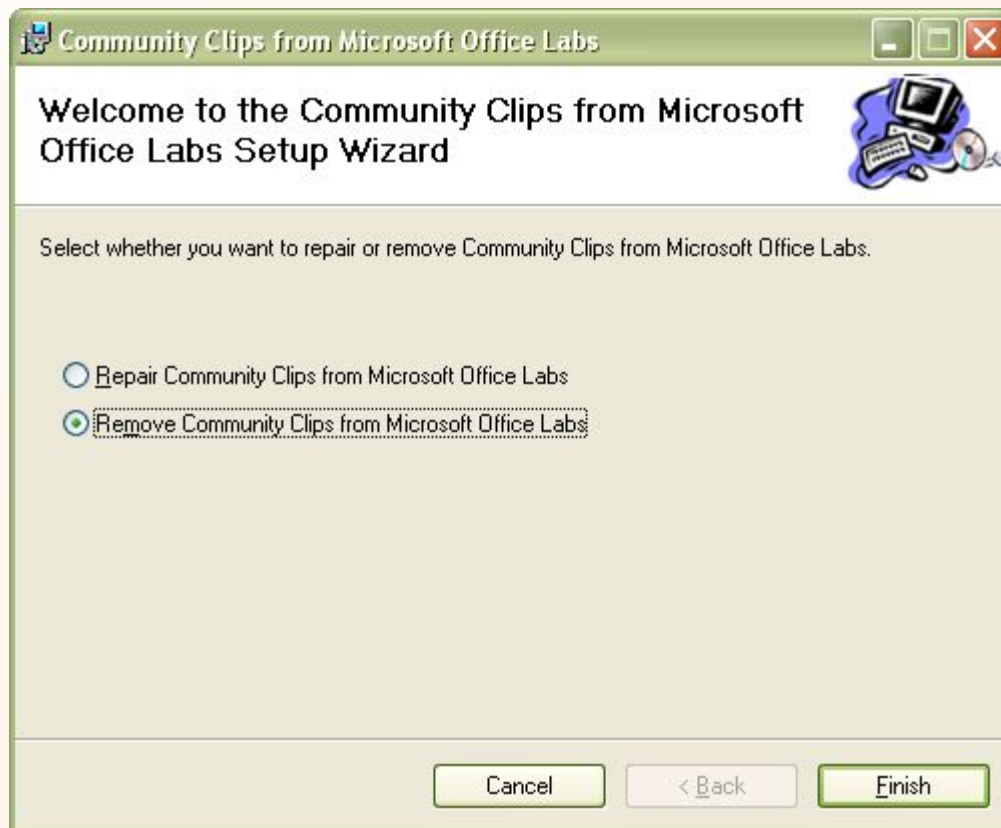 Community Clips from Microsoft Office Labs
Welcome to the Community Clips from Microsoft
Office Labs Setup Wizard
Select whether you want to repair or remove Community Clips from Microsoft Office Labs.
Repair Community Clips from Microsoft Office Labs
Remove Community Clips from Microsoft Office Labs
Cancel
< Back
Finish